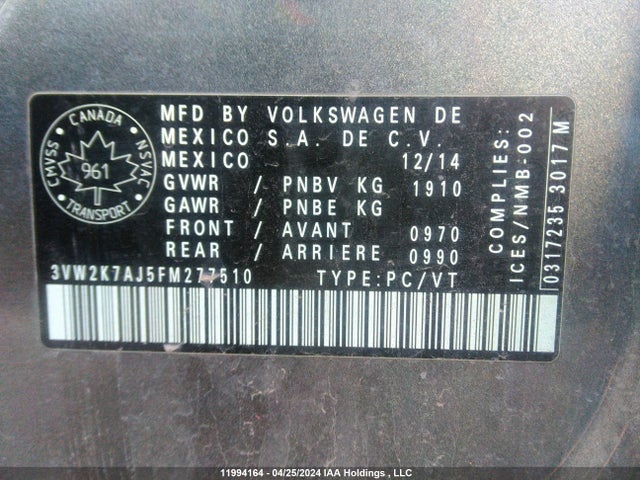 CANADA
CMVSS
NSVAC
961
TRANSPORT
MFD BY VOLKSWAGEN DE
MEXICO S.A. DE C.V.
MEXICO 12/14
GVWR / PNBV KG 1910
GAWR / PNBE KG
FRONT / AVANT 0970
REAR / ARRIERE 0990
3VW2K7AJ5FM277510 TYPE:PC/VT
COMPLIES:
ICES/NMB-002
0317235 3017 M
11994164 - 04/25/2024 IAA Holdings , LLC